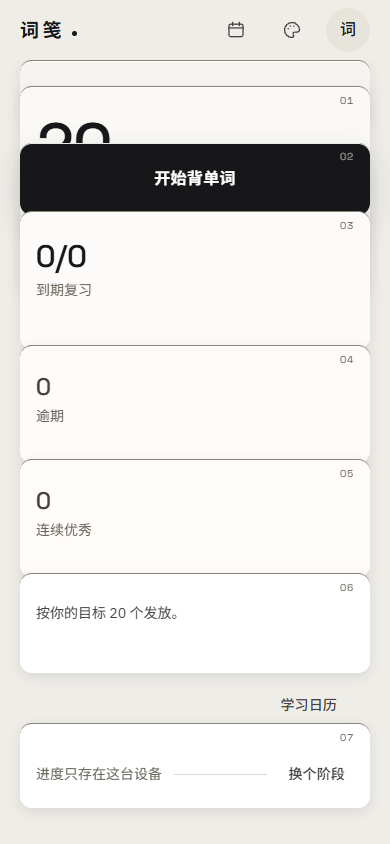 词笺
词
01
20
02
开始背单词
03
0/0
到期复习
04
0
逾期
05
0
连续优秀
06
按你的目标 20 个发放。
学习日历
07
进度只存在这台设备
换个阶段